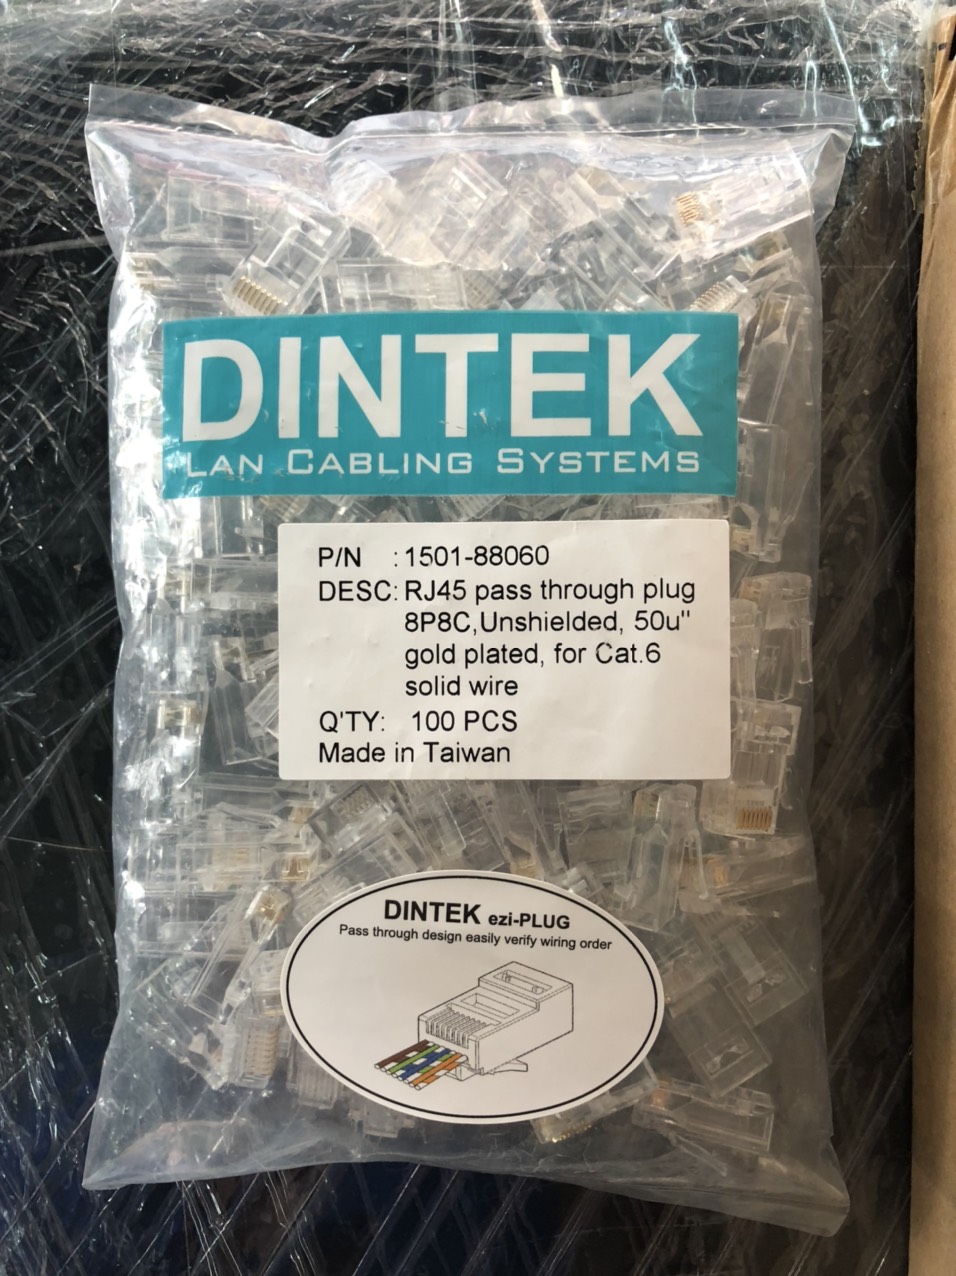 DINTEK
LAN CABLING SYSTEMS
P/N : 1501-88060
DESC: RJ45 pass through plug
8P8C,Unshielded, 50u"
gold plated, for Cat.6
solid wire
Q'TY: 100 PCS
Made in Taiwan
DINTEK ezi-PLUG
Pass through design easily verify wiring order